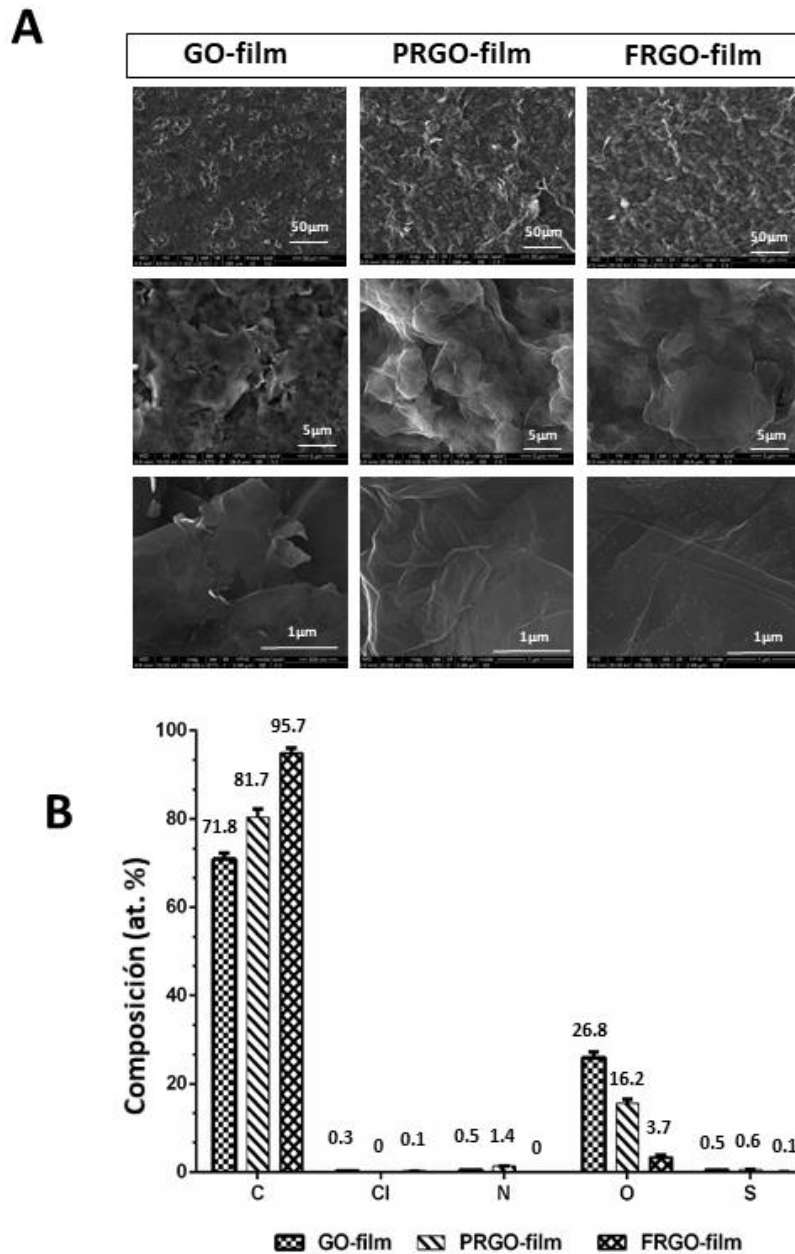 A
GO-film PRGO-film FRGO-film
50µm 50µm 50µm
5µm 5µm 5µm
1µm 1µm 1µm
B
Composición (at. %)
100
80
60
40
20
0
71.8 81.7 95.7
0.3 0 0.1
0.5 1.4 0
26.8 16.2 3.7
0.5 0.6 0.1
C Cl N O S
GO-film PRGO-film FRGO-film